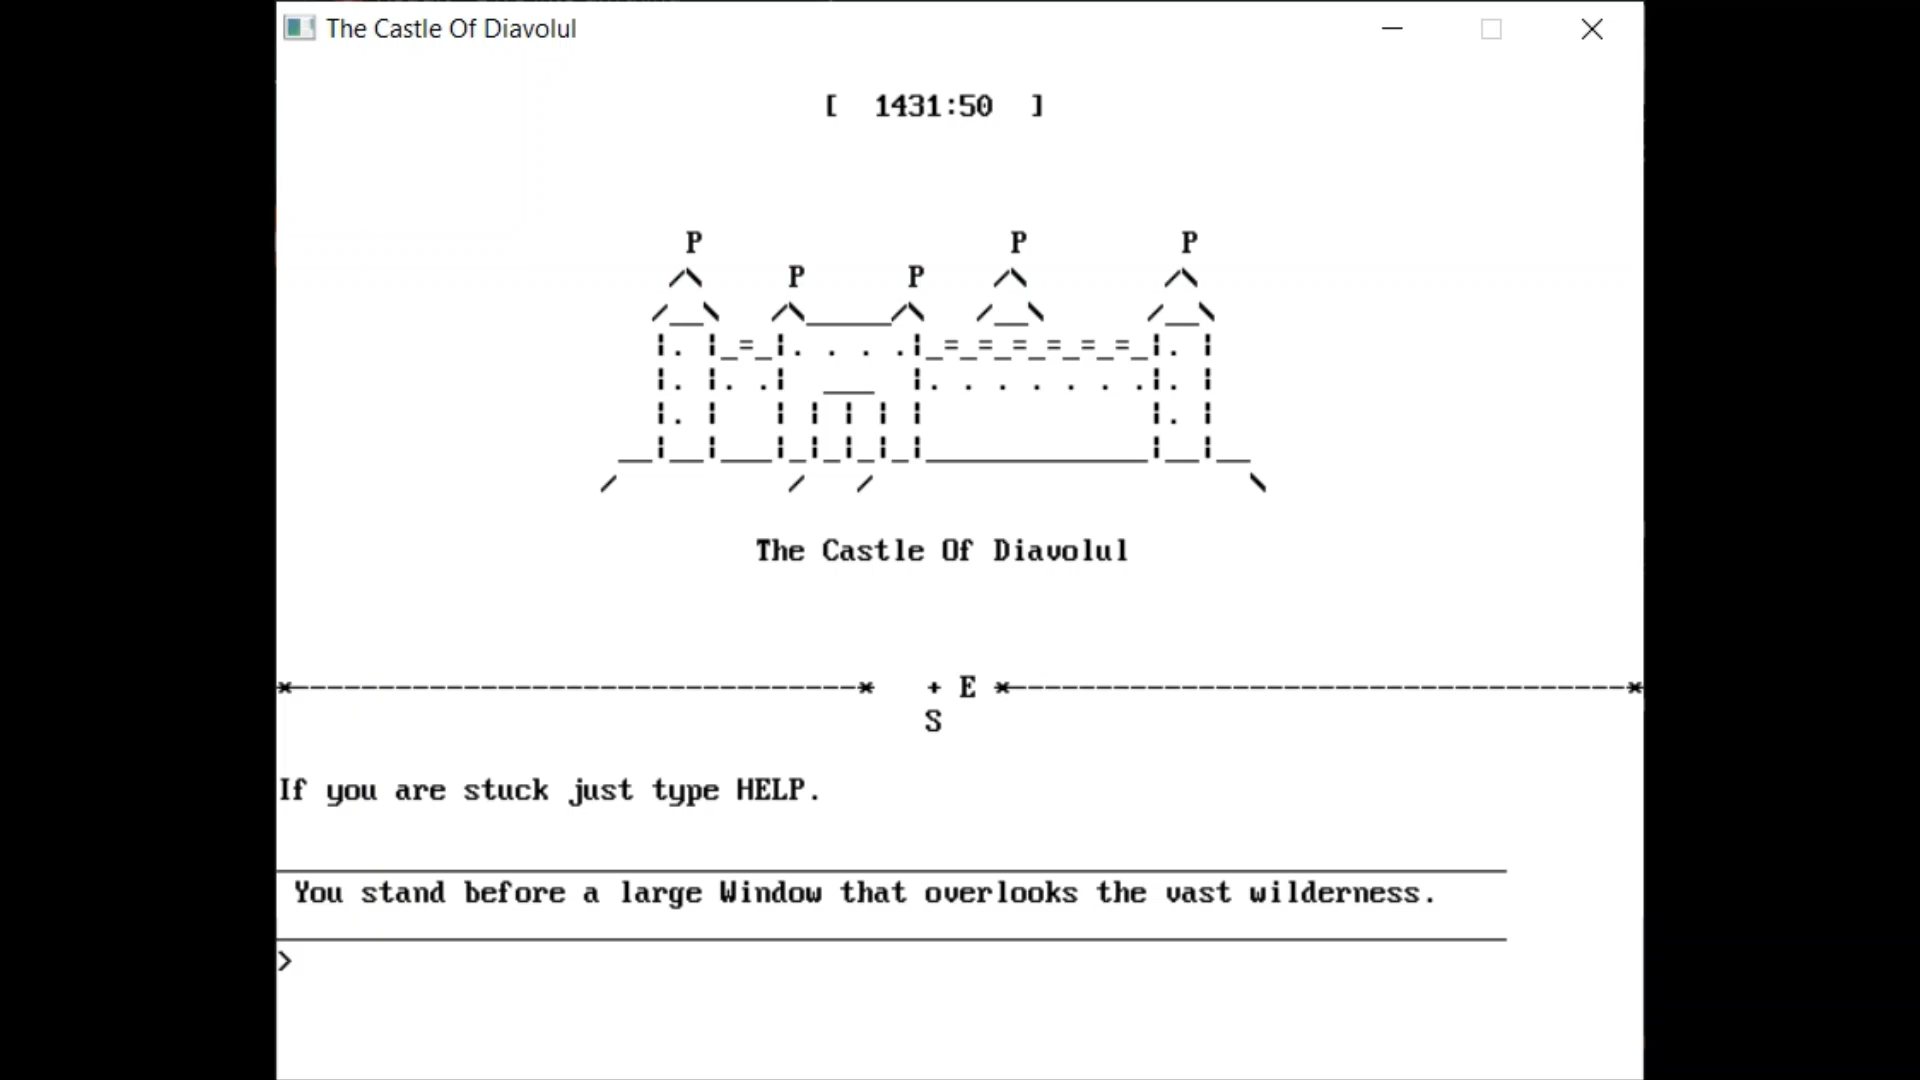 The Castle Of Diavolul
[ 1431:50 ]
P P P
P P
The Castle Of Diavolul
+ E
S
If you are stuck just type HELP.
You stand before a large Window that overlooks the vast wilderness.
>